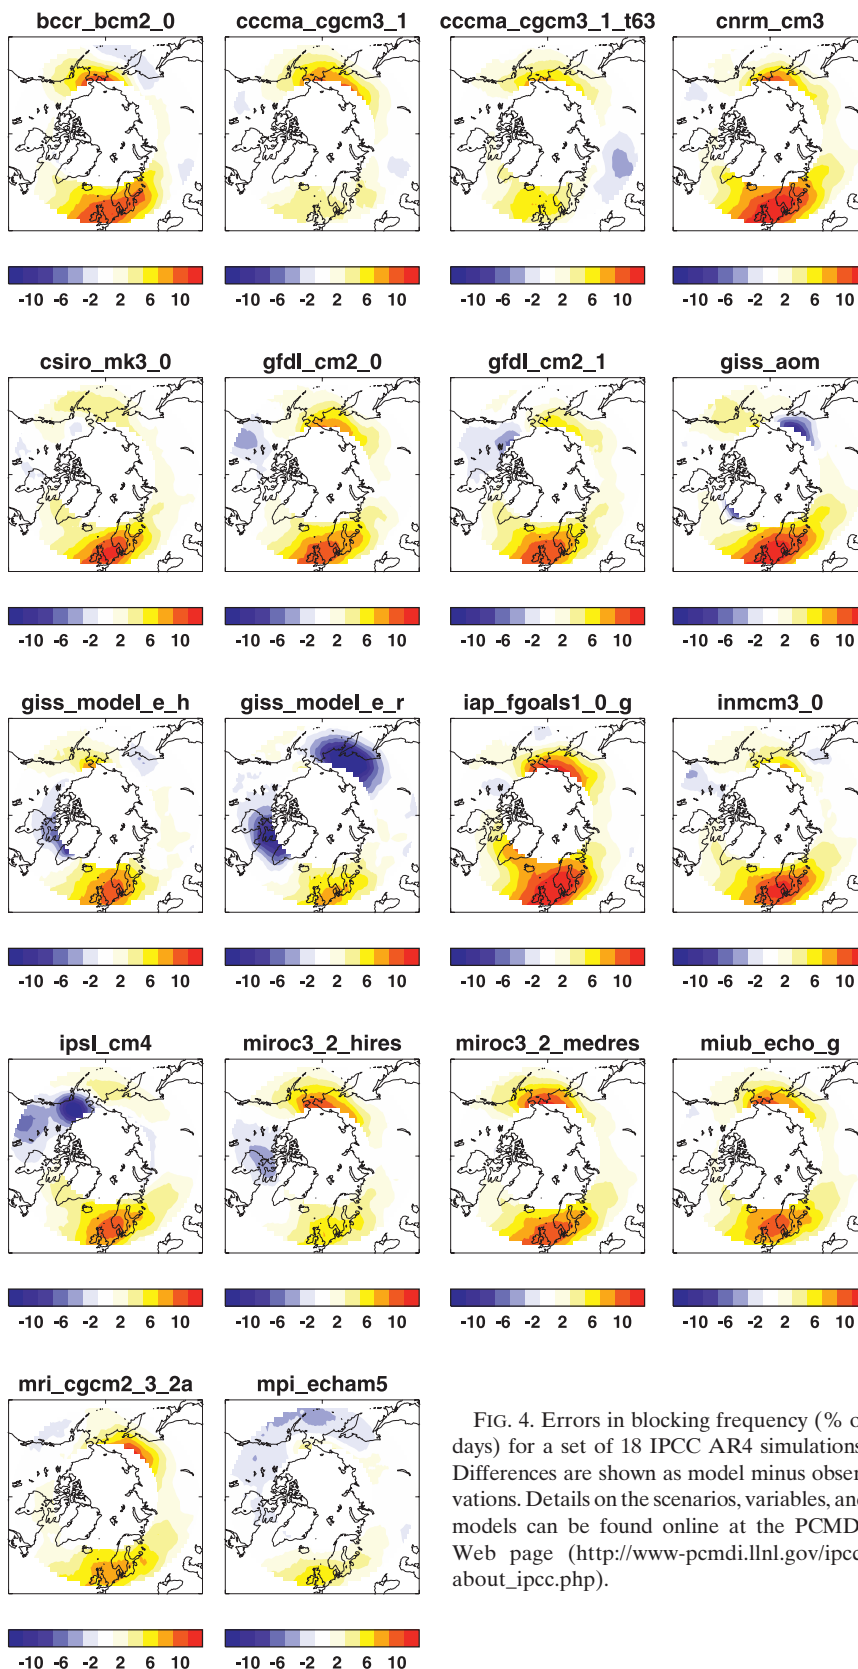 bccr_bcm2_0 cccma_cgcm3_1 cccma_cgcm3_1_t63 cnrm_cm3
-10 -6 -2 2 6 10 -10 -6 -2 2 6 10 -10 -6 -2 2 6 10 -10 -6 -2 2 6 10
csiro_mk3_0 gfdl_cm2_0 gfdl_cm2_1 giss_aom
-10 -6 -2 2 6 10 -10 -6 -2 2 6 10 -10 -6 -2 2 6 10 -10 -6 -2 2 6 10
giss_model_e_h giss_model_e_r iap_fgoals1_0_g inmcm3_0
-10 -6 -2 2 6 10 -10 -6 -2 2 6 10 -10 -6 -2 2 6 10 -10 -6 -2 2 6 10
ipsl_cm4 miroc3_2_hires miroc3_2_medres miub_echo_g
-10 -6 -2 2 6 10 -10 -6 -2 2 6 10 -10 -6 -2 2 6 10 -10 -6 -2 2 6 10
mri_cgcm2_3_2a mpi_echam5
-10 -6 -2 2 6 10 -10 -6 -2 2 6 10
FIG. 4. Errors in blocking frequency (% o
days) for a set of 18 IPCC AR4 simulations
Differences are shown as model minus obser
vations. Details on the scenarios, variables, and
models can be found online at the PCMD
Web page (http://www-pcmdi.llnl.gov/ipcc
about_ipcc.php).